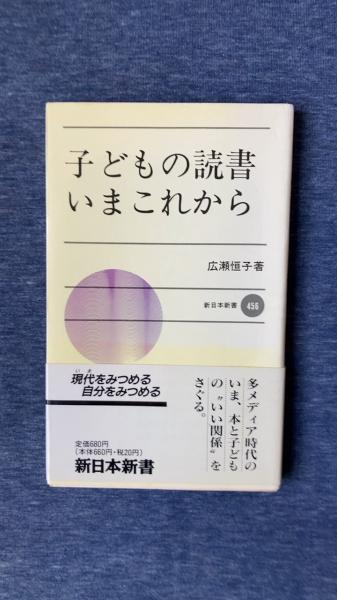 子どもの読書
いまこれから
広瀬恒子著
新日本新書 456
いま
現代をみつめる
自分をみつめる
定価680円
(本体660円・税20円)
新日本新書
多メディア時代の
いま、本と子ども
の〝いい関係〟を
さぐる。